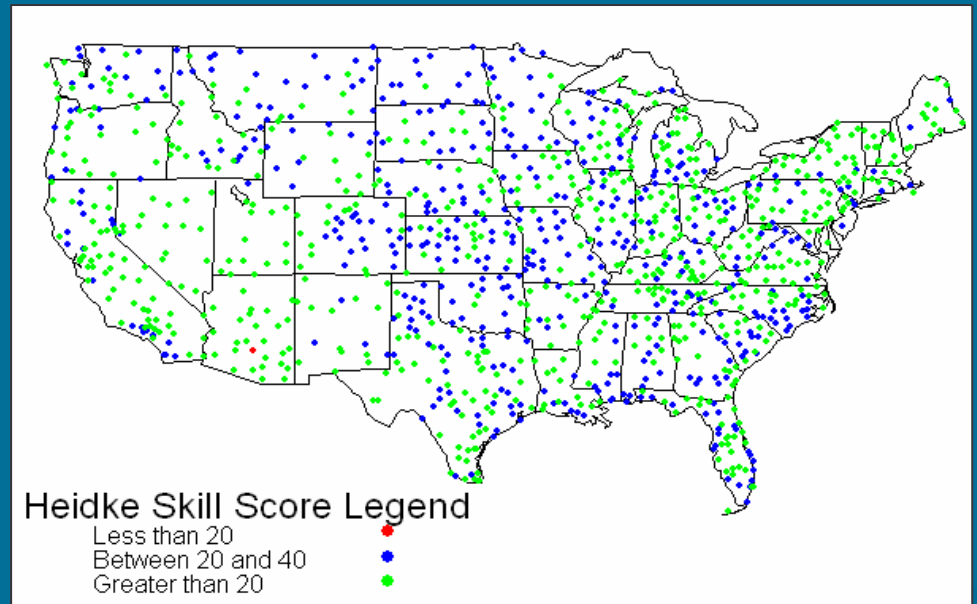 Heidke Skill Score Legend
Less than 20
Between 20 and 40
Greater than 20